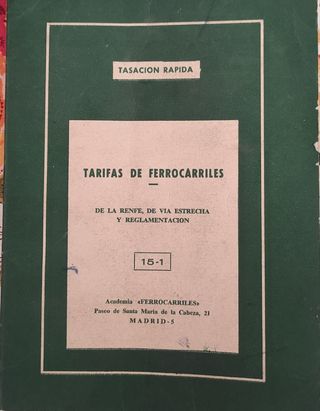 TASACION RAPIDA
TARIFAS DE FERROCARRILES
DE LA RENFE, DE VIA ESTRECHA
Y REGLAMENTACION
15-1
Academia «FERROCARRILES»
Paseo de Santa María de la Cabeza, 21
MADRID-5